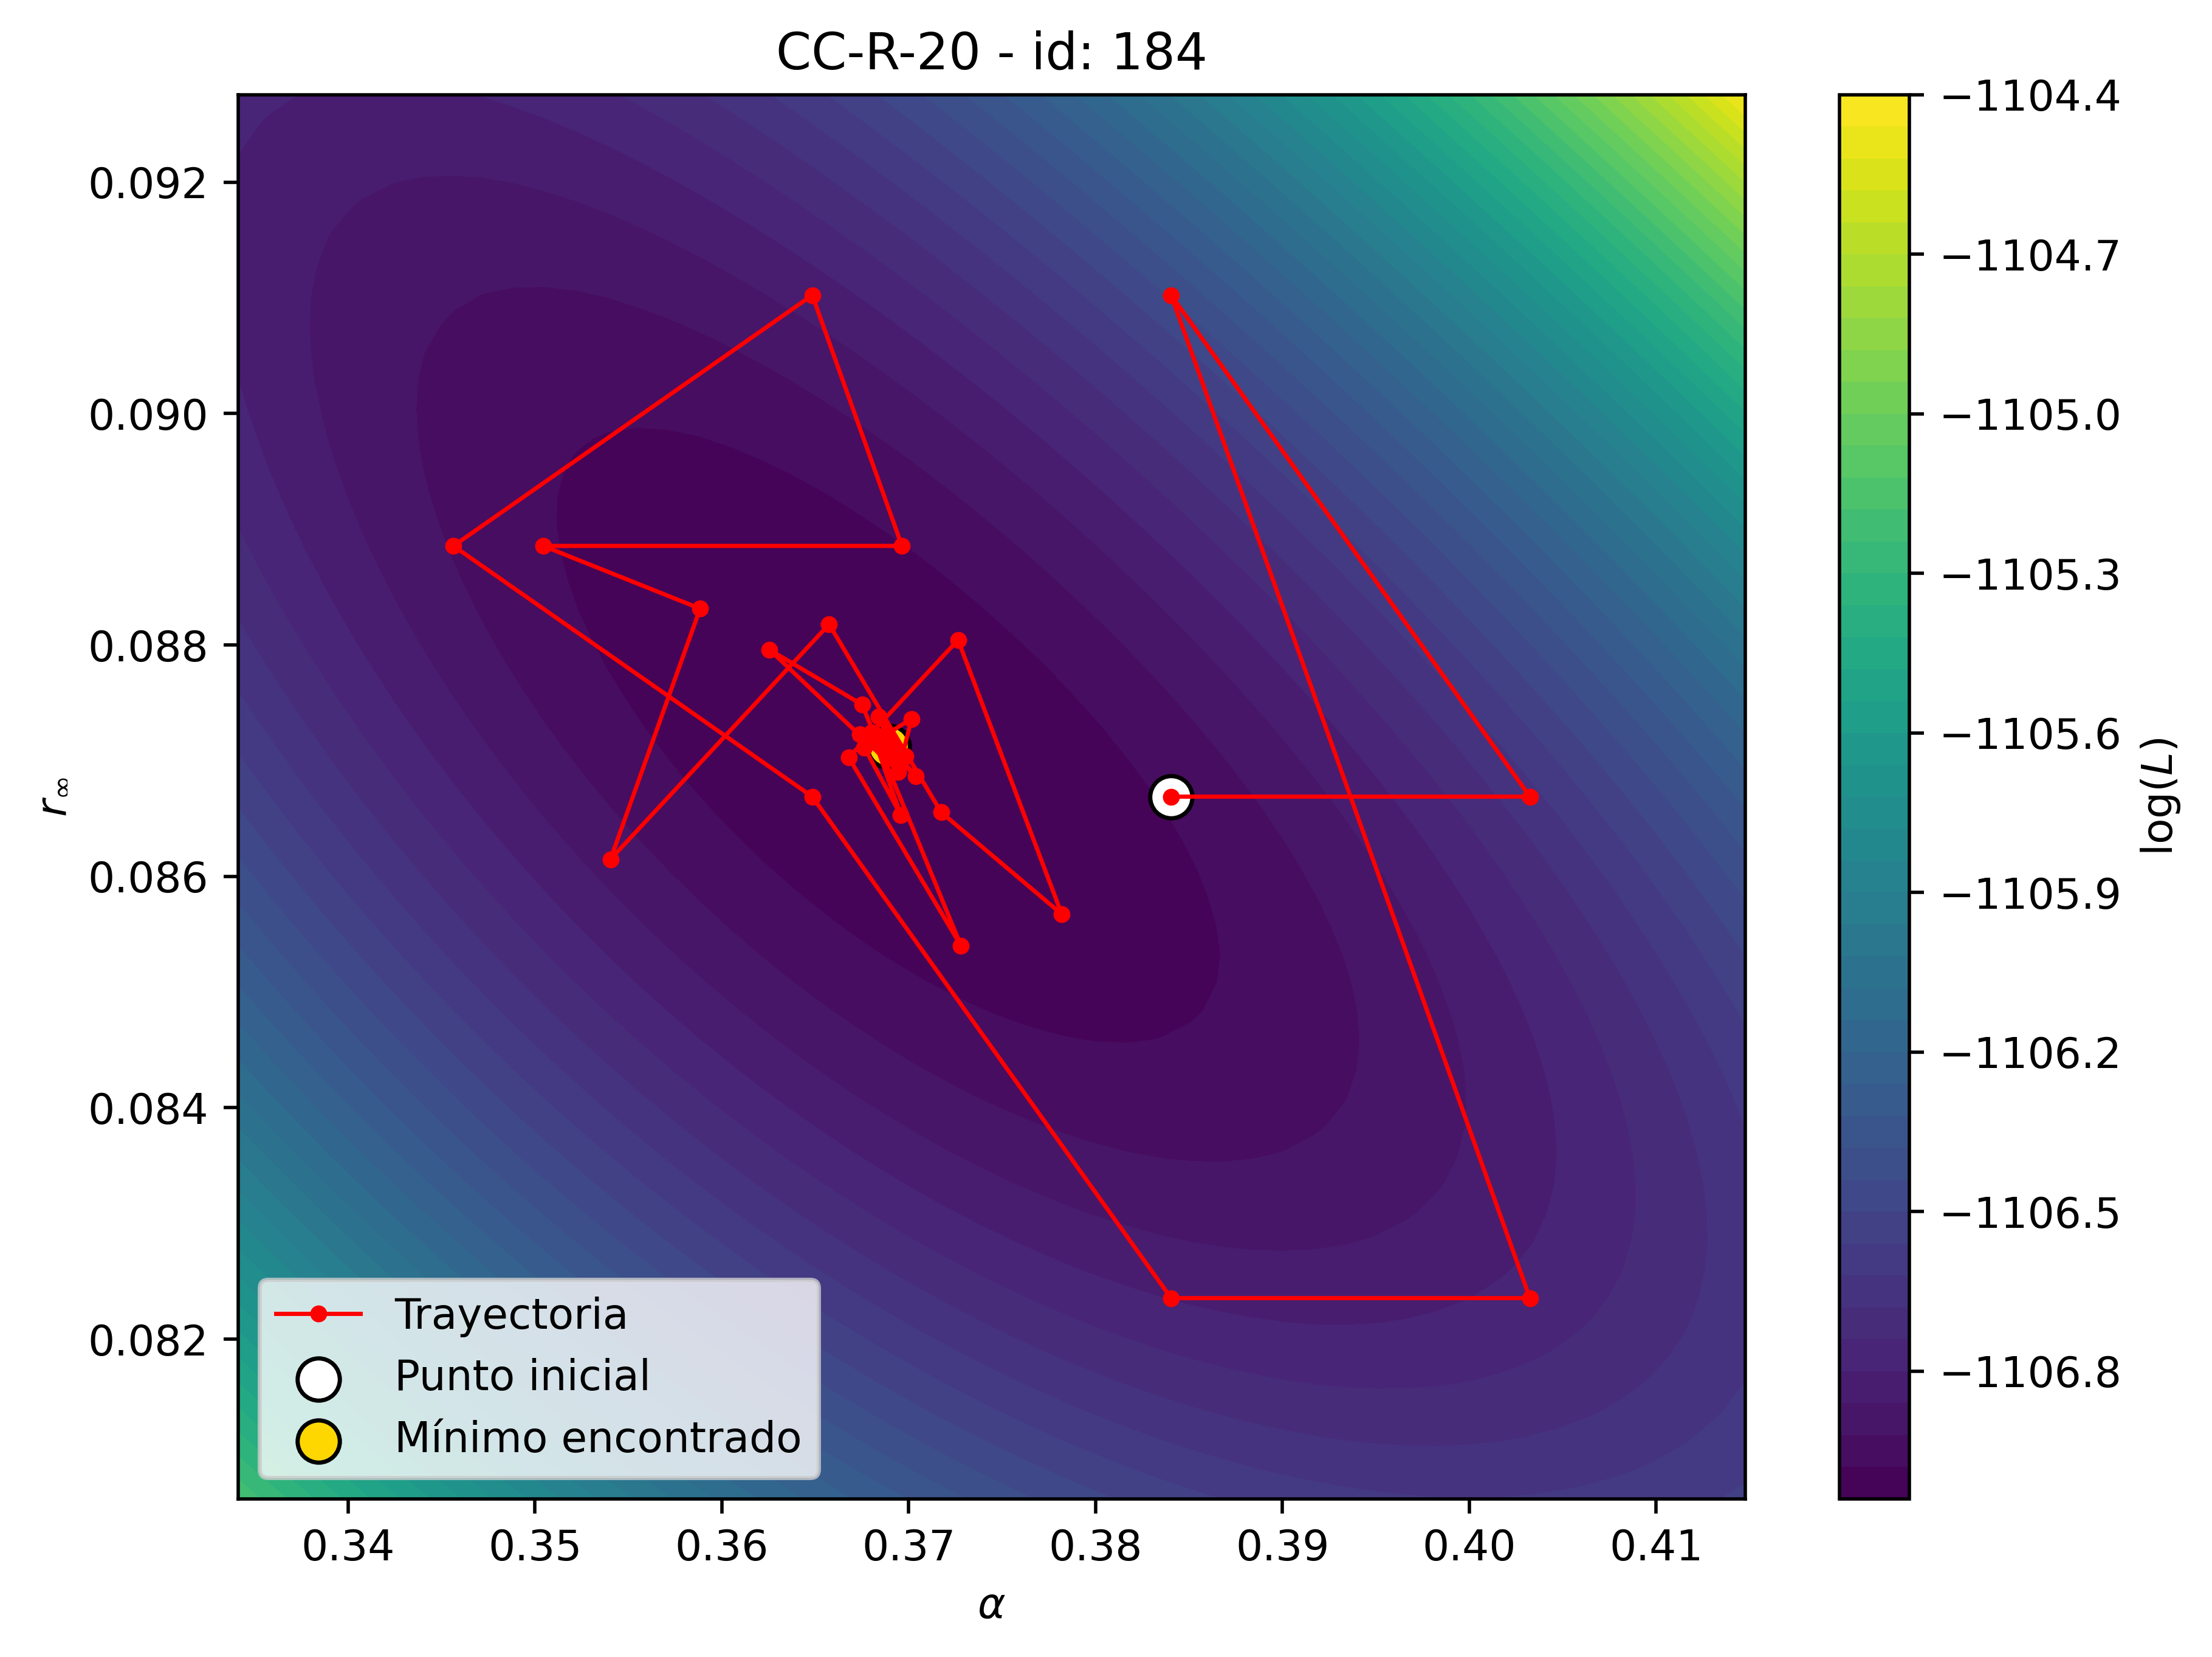 CC-R-20 - id: 184
0.092
0.090
0.088
0.086
0.084
0.082
r∞
0.34 0.35 0.36 0.37 0.38 0.39 0.40 0.41
α
Trayectoria
Punto inicial
Mínimo encontrado
−1104.4
−1104.7
−1105.0
−1105.3
−1105.6
−1105.9
−1106.2
−1106.5
−1106.8
log(L)